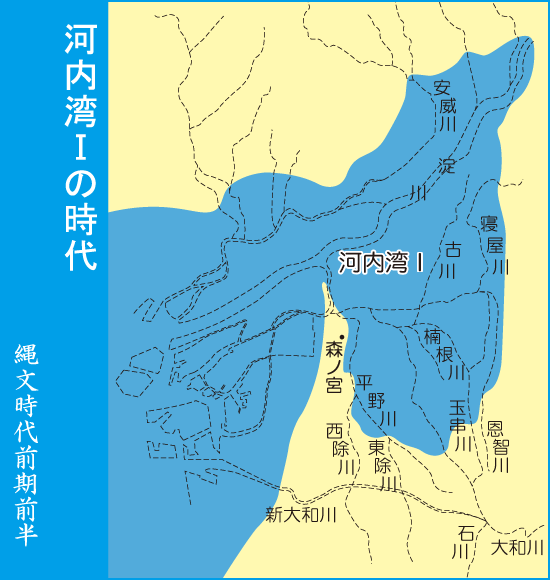 河内湾Ⅰの時代
縄文時代前期前半
安威川
淀川
寝屋川
古川
河内湾Ⅰ
楠根川
森ノ宮
平野川
玉串川
恩智川
西除川
東除川
新大和川
石川
大和川